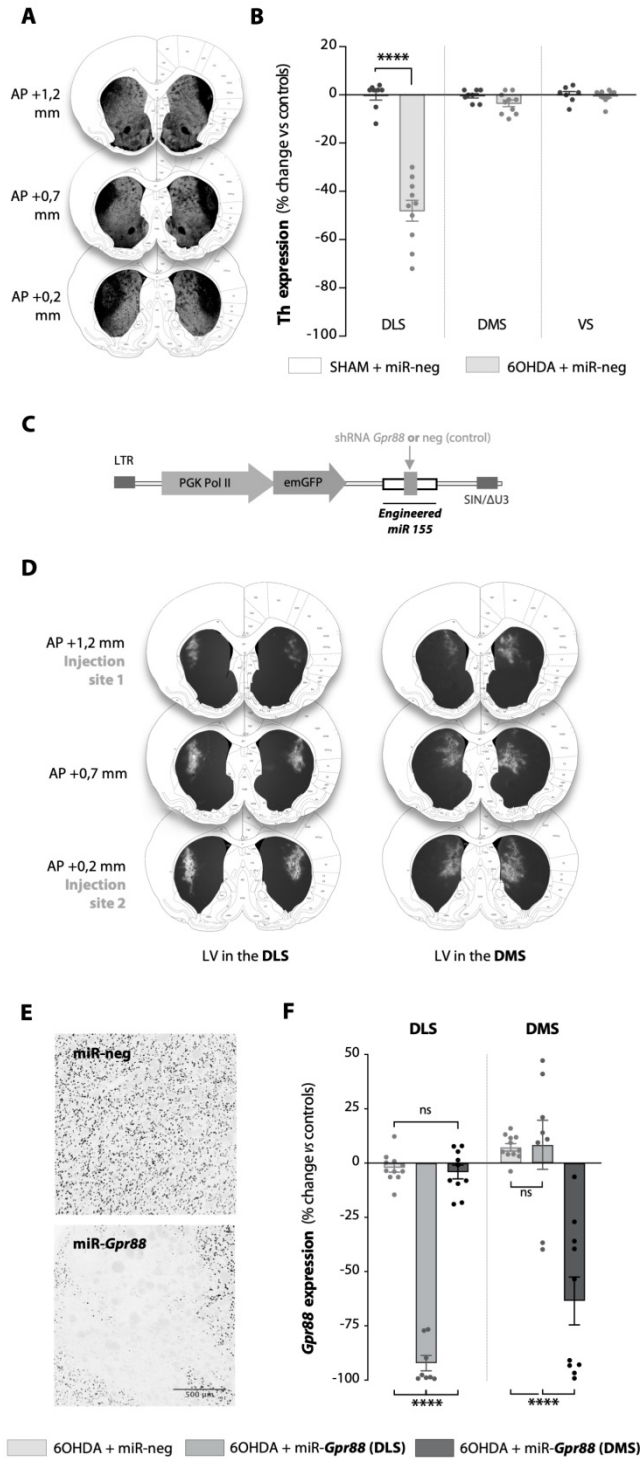 A
AP +1,2
mm
AP +0,7
mm
AP +0,2
mm
B
Th expression (% change vs controls)
20
0
-20
-40
-60
-80
-100
****
DLS
DMS
VS
SHAM + miR-neg
6OHDA + miR-neg
C
shRNA Gpr88 or neg (control)
LTR
PGK Pol II
emGFP
SIN/ΔU3
Engineered
miR 155
D
AP +1,2 mm
Injection
site 1
AP +0,7 mm
AP +0,2 mm
Injection
site 2
LV in the DLS
LV in the DMS
E
miR-neg
miR-Gpr88
500 µm
F
DLS
DMS
Gpr88 expression (% change vs controls)
50
25
0
-25
-50
-75
-100
ns
ns
****
****
6OHDA + miR-neg
6OHDA + miR-Gpr88 (DLS)
6OHDA + miR-Gpr88 (DMS)